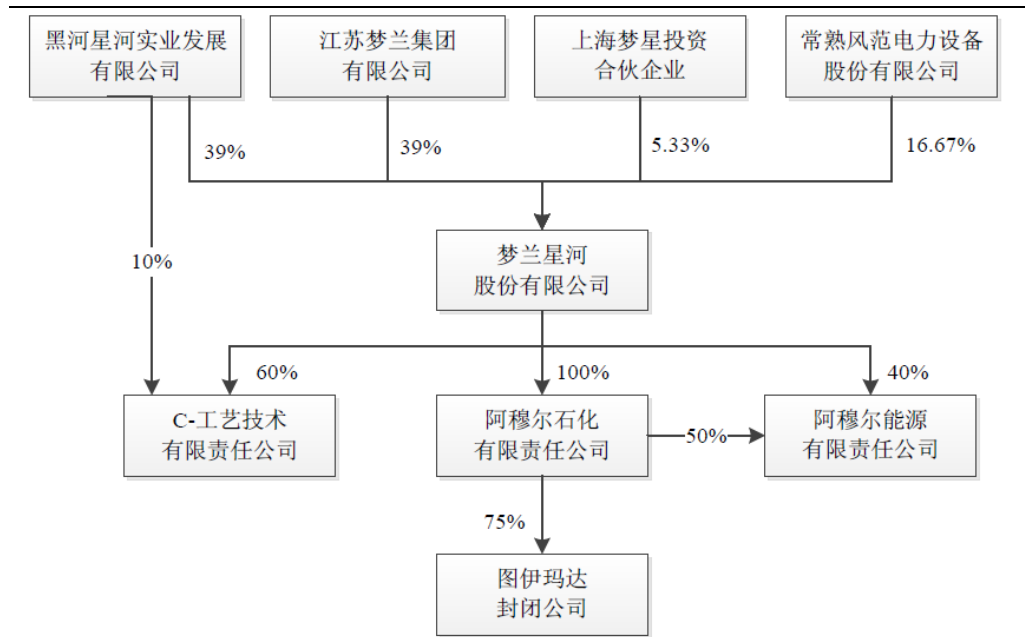 黑河星河实业发展
有限公司
江苏梦兰集团
有限公司
上海梦星投资
合伙企业
常熟风范电力设备
股份有限公司
39%
39%
5.33%
16.67%
10%
梦兰星河
股份有限公司
60%
100%
40%
C-工艺技术
有限责任公司
阿穆尔石化
有限责任公司
50%
阿穆尔能源
有限责任公司
75%
图伊玛达
封闭公司